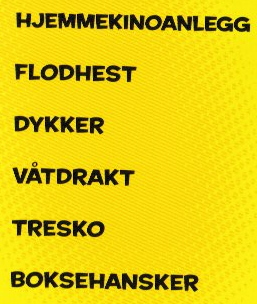 HJEMMEKINOANLEGG
FLODHEST
DYKKER
VÅTDRAKT
TRESKO
BOKSEHANSKER